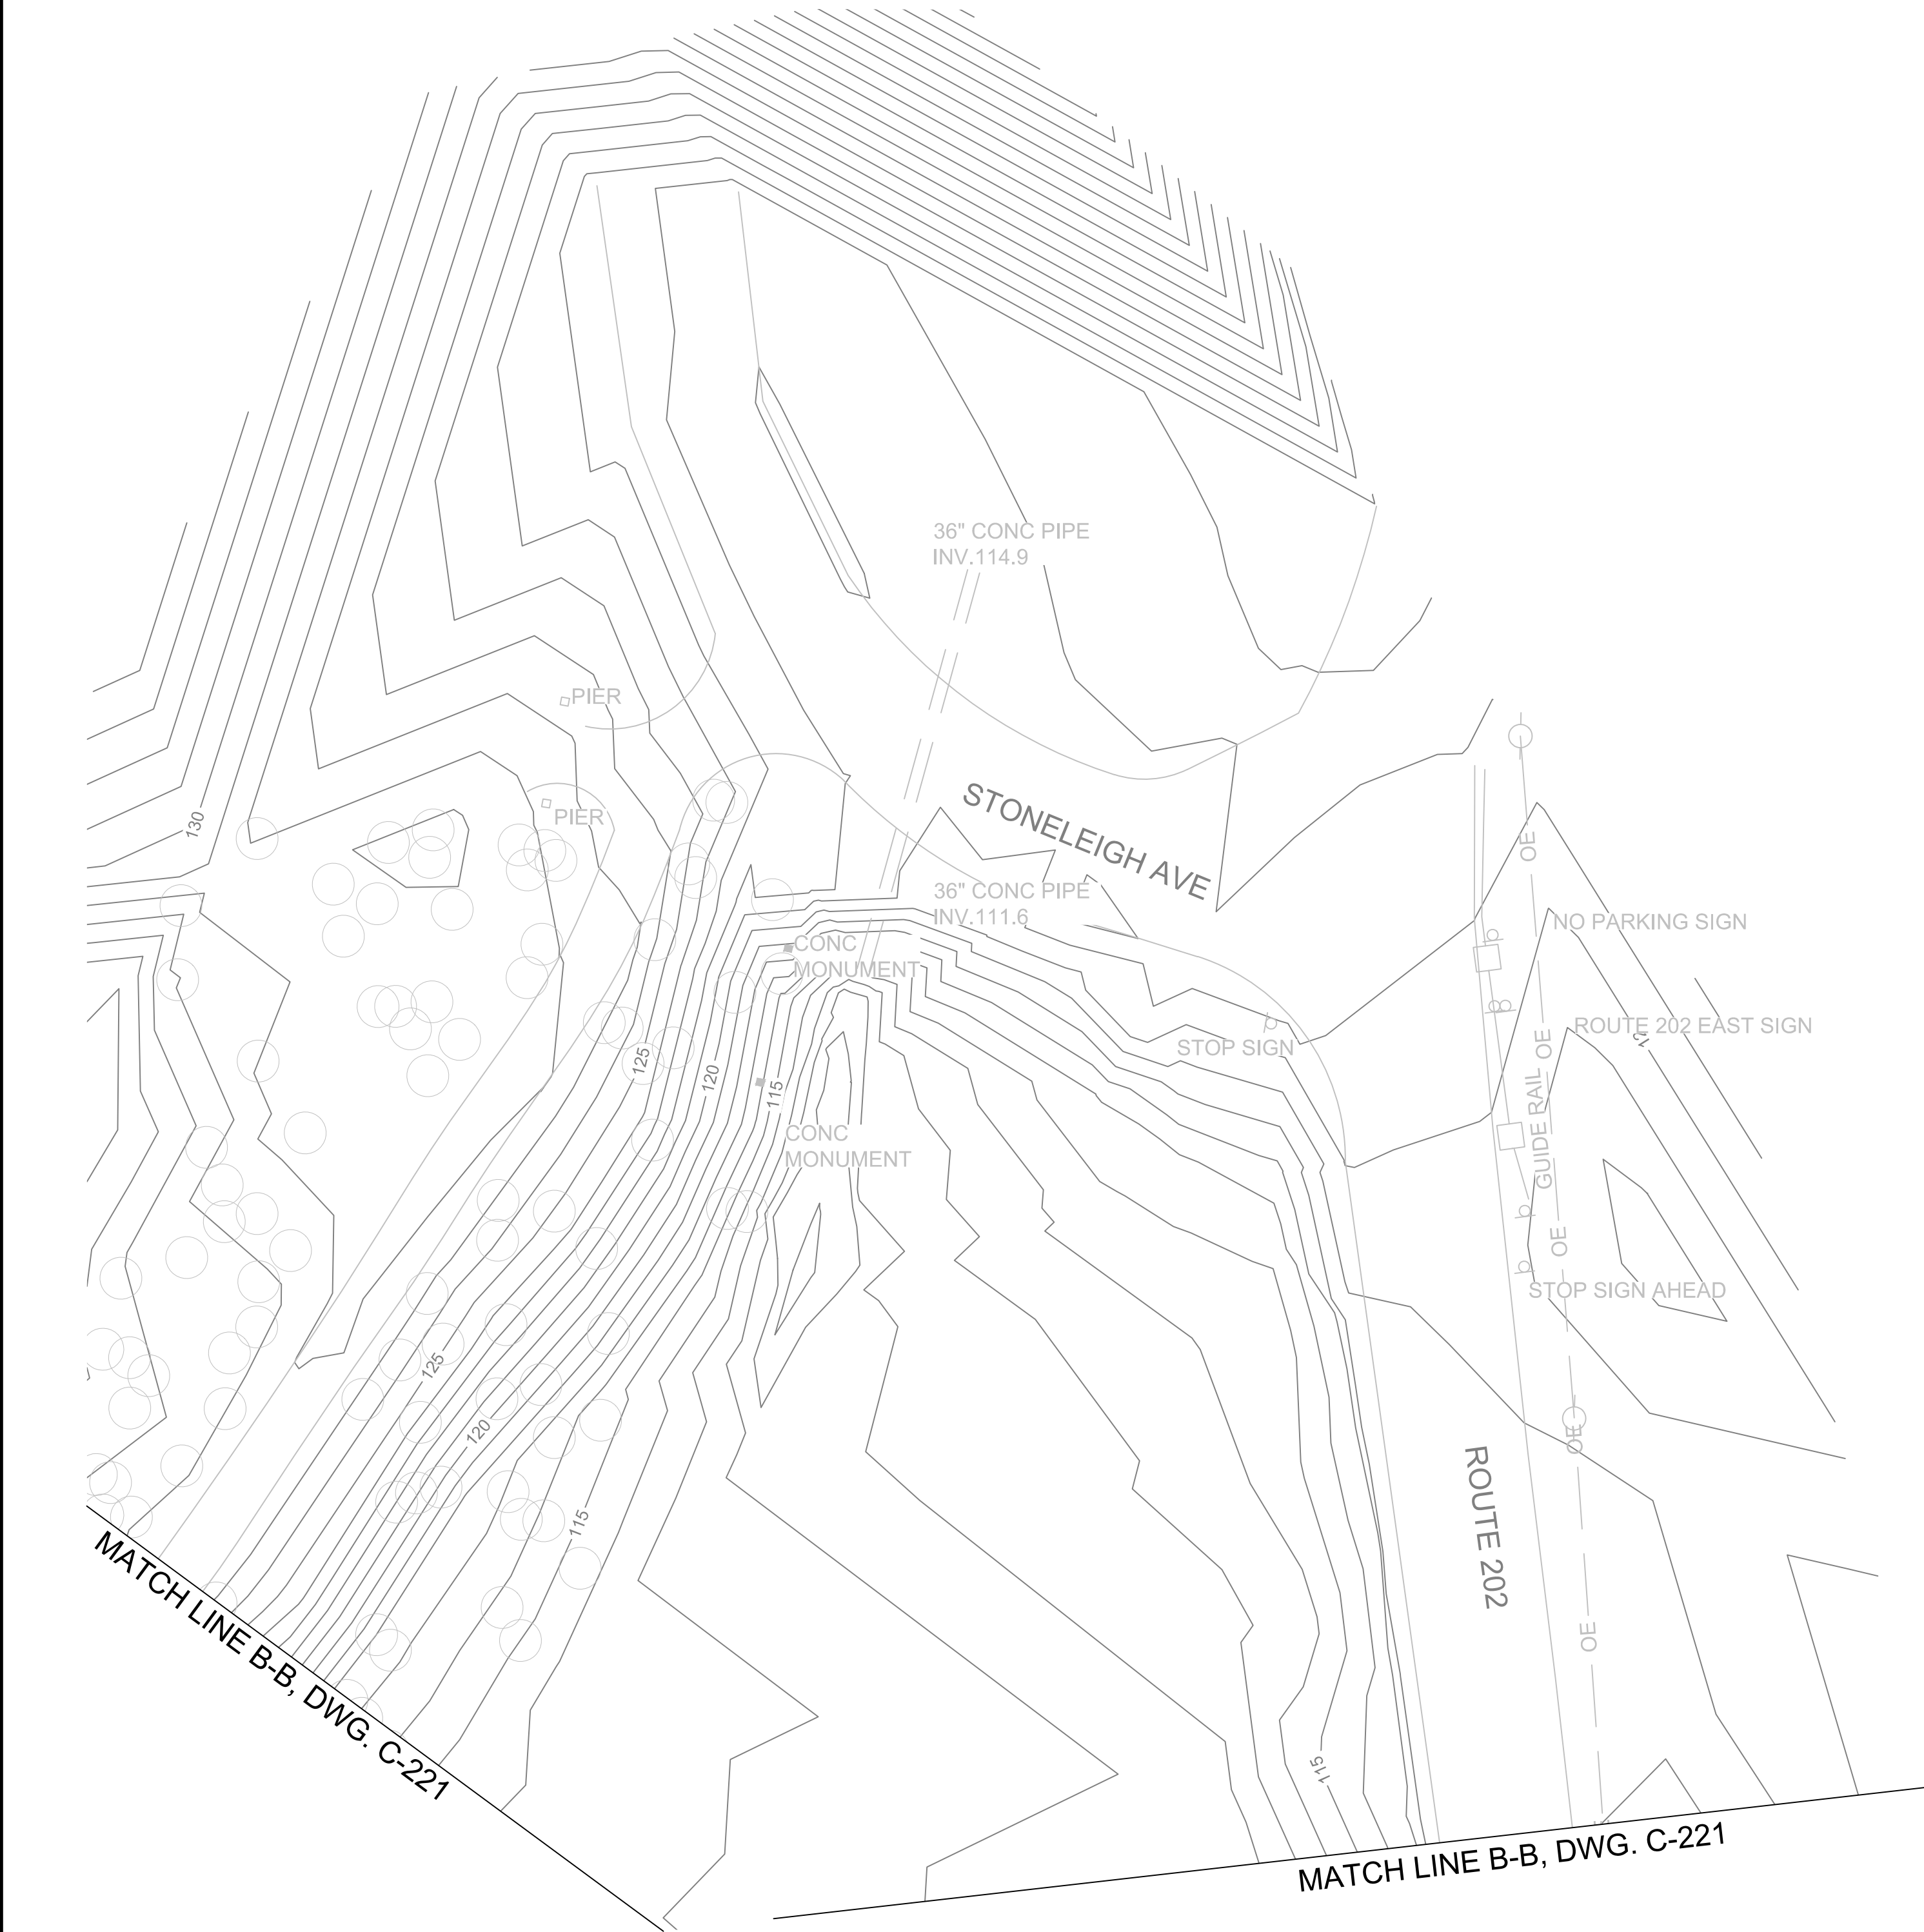 36" CONC PIPE
INV.114.9
PIER
PIER
130
STONELEIGH AVE
OE
36" CONC PIPE
INV.111.6
NO PARKING SIGN
CONC
MONUMENT
ROUTE 202 EAST SIGN
STOP SIGN
OE
GUIDE RAIL
125
120
115
CONC
MONUMENT
OE
STOP SIGN AHEAD
125
120
OE
115
ROUTE 202
OE
115
MATCH LINE B-B, DWG. C-221
MATCH LINE B-B, DWG. C-221